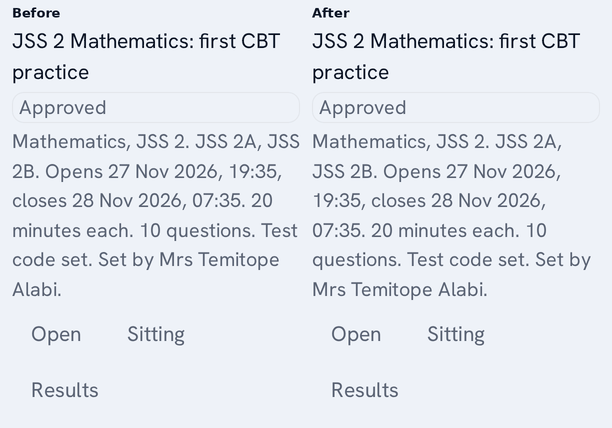 Before
JSS 2 Mathematics: first CBT
practice
Approved
Mathematics, JSS 2. JSS 2A, JSS
2B. Opens 27 Nov 2026, 19:35,
closes 28 Nov 2026, 07:35. 20
minutes each. 10 questions. Test
code set. Set by Mrs Temitope
Alabi.
Open Sitting
Results
After
JSS 2 Mathematics: first CBT
practice
Approved
Mathematics, JSS 2. JSS 2A,
JSS 2B. Opens 27 Nov 2026,
19:35, closes 28 Nov 2026,
07:35. 20 minutes each. 10
questions. Test code set. Set by
Mrs Temitope Alabi.
Open Sitting
Results